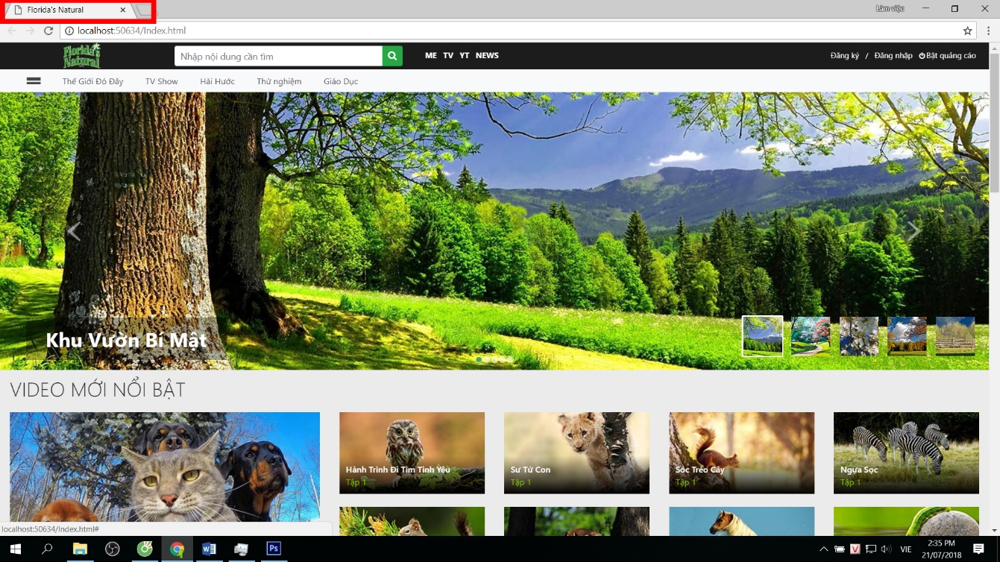 Florida's Natural
Làm việc
localhost:50634/Index.html
Florida's Natural
Nhập nội dung cần tìm
ME TV YT NEWS
Đăng ký / Đăng nhập Bật quảng cáo
Thế Giới Đó Đây TV Show Hài Hước Thử nghiệm Giáo Dục
Khu Vườn Bí Mật
VIDEO MỚI NỔI BẬT
Hành Trình Đi Tìm Tình Yêu
Tập 1
Sư Tử Con
Tập 1
Sóc Trèo Cây
Tập 1
Ngựa Sọc
Tập 1
localhost:50634/Index.html#
VIE
2:35 PM
21/07/2018